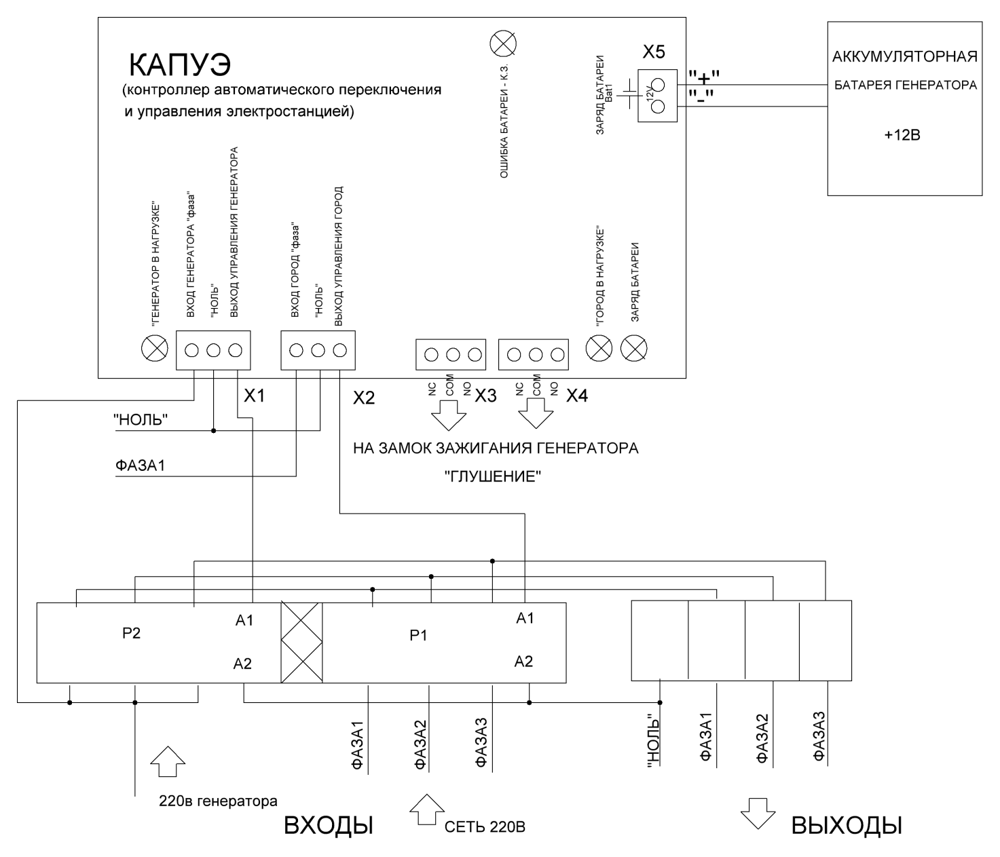 КАПУЭ
(контроллер автоматического переключения
и управления электростанцией)
ОШИБКА БАТАРЕИ - К.З.
ЗАРЯД БАТАРЕИ
Bat1
X5
12V
"+"
"-"
АККУМУЛЯТОРНАЯ
БАТАРЕЯ ГЕНЕРАТОРА
+12В
"ГЕНЕРАТОР В НАГРУЗКЕ"
ВХОД ГЕНЕРАТОРА "фаза"
"НОЛЬ"
ВЫХОД УПРАВЛЕНИЯ ГЕНЕРАТОРА
ВХОД ГОРОД "фаза"
"НОЛЬ"
ВЫХОД УПРАВЛЕНИЯ ГОРОД
"ГОРОД В НАГРУЗКЕ"
ЗАРЯД БАТАРЕИ
X1
X2
NC
COM
NO
X3
NC
COM
NO
X4
"НОЛЬ"
ФАЗА1
НА ЗАМОК ЗАЖИГАНИЯ ГЕНЕРАТОРА
"ГЛУШЕНИЕ"
P2
A1
A2
P1
A1
A2
ФАЗА1
ФАЗА2
ФАЗА3
"НОЛЬ"
ФАЗА1
ФАЗА2
ФАЗА3
220в генератора
ВХОДЫ
СЕТЬ 220В
ВЫХОДЫ